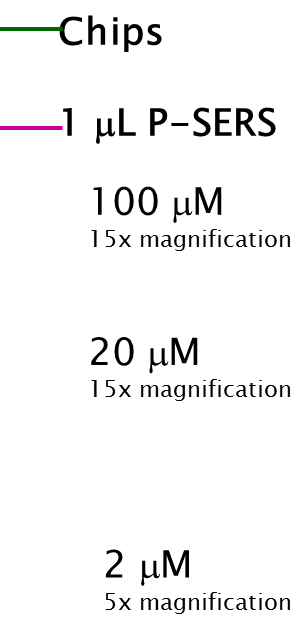 Chips
1 μL P-SERS
100 μM
15x magnification
20 μM
15x magnification
2 μM
5x magnification